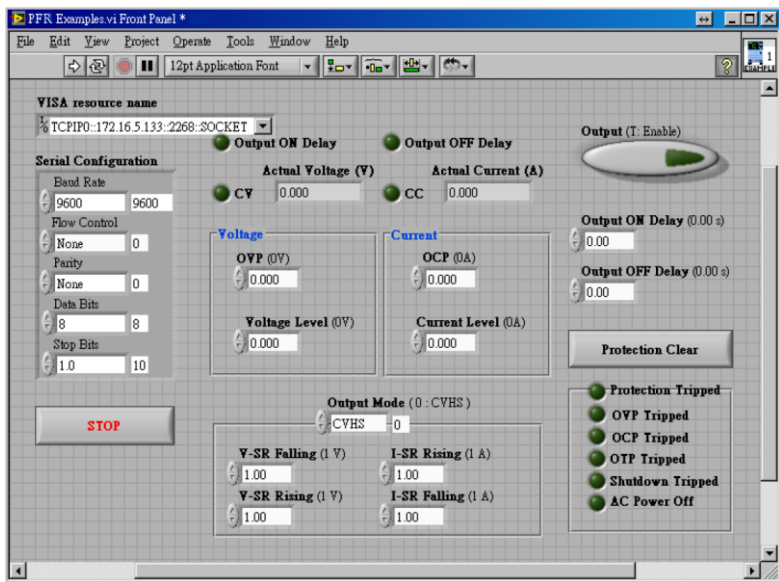 PFR Examples.vi Front Panel *
File Edit View Project Operate Tools Window Help
12pt Application Font
1
EXAMPLE
VISA resource name
TCPIP0::172.16.5.133::2268::SOCKET
Output ON Delay
Output OFF Delay
Output (T: Enable)
Serial Configuration
Actual Voltage (V)
Actual Current (A)
Baud Rate
9600 9600
CV 0.000
CC 0.000
Flow Control
None 0
Parity
None 0
Data Bits
8 8
Stop Bits
1.0 10
Voltage
OVP (0V)
0.000
Voltage Level (0V)
0.000
Current
OCP (0A)
0.000
Current Level (0A)
0.000
Output ON Delay (0.00 s)
0.00
Output OFF Delay (0.00 s)
0.00
Protection Clear
STOP
Output Mode (0 : CVHS )
CVHS 0
V-SR Falling (1 V)
1.00
I-SR Rising (1 A)
1.00
V-SR Rising (1 V)
1.00
I-SR Falling (1 A)
1.00
Protection Tripped
OVP Tripped
OCP Tripped
OTP Tripped
Shutdown Tripped
AC Power Off